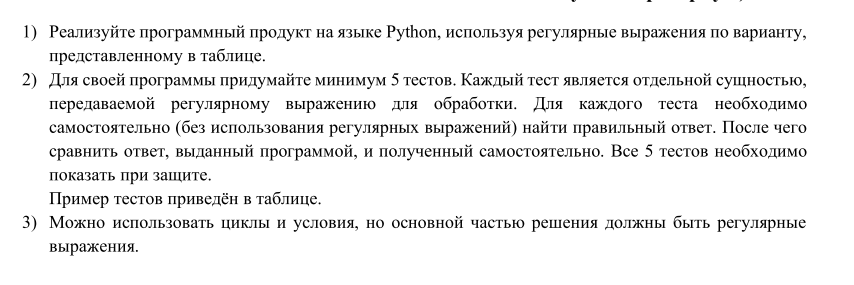 1) Реализуйте программный продукт на языке Python, используя регулярные выражения по варианту,
представленному в таблице.
2) Для своей программы придумайте минимум 5 тестов. Каждый тест является отдельной сущностью,
передаваемой регулярному выражению для обработки. Для каждого теста необходимо
самостоятельно (без использования регулярных выражений) найти правильный ответ. После чего
сравнить ответ, выданный программой, и полученный самостоятельно. Все 5 тестов необходимо
показать при защите.
Пример тестов приведён в таблице.
3) Можно использовать циклы и условия, но основной частью решения должны быть регулярные
выражения.